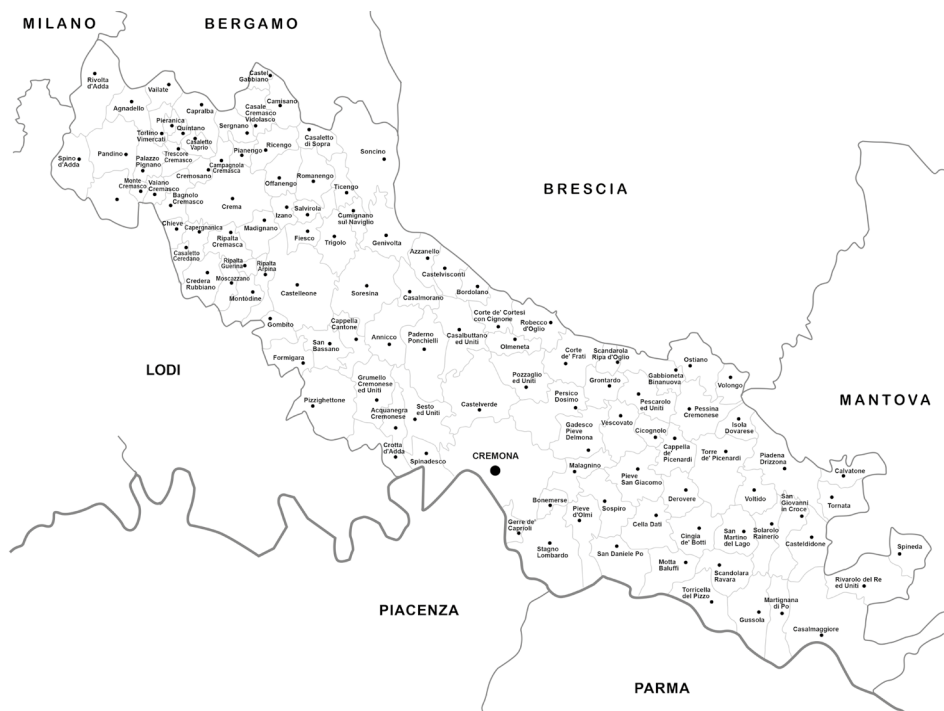 MILANO
BERGAMO
BRESCIA
LODI
MANTOVA
PIACENZA
PARMA
CREMONA
Rivolta
d'Adda
Agnadello
Vailate
Capralba
Castel
Gabbiano
Camisano
Casale
Cremasco
Vidolasco
Sergnano
Pieranica
Quintano
Torlino
Vimercati
Casaletto
Vaprio
Trescore
Cremasco
Casaletto
di Sopra
Soncino
Ricengo
Pianengo
Campagnola
Cremasca
Cremosano
Spino
d'Adda
Pandino
Palazzo
Pignano
Monte
Cremasco
Vaiano
Cremasco
Bagnolo
Cremasco
Crema
Offanengo
Romanengo
Ticengo
Izano
Salvirola
Cumignano
sul Naviglio
Madignano
Fiesco
Trigolo
Genivolta
Chieve
Capergnanica
Ripalta
Cremasca
Casaletto
Ceredano
Ripalta
Guerina
Ripalta
Arpina
Credera
Rubbiano
Moscazzano
Montodine
Castelleone
Soresina
Azzanello
Castelvisconti
Bordolano
Casalmorano
Gombito
Cappella
Cantone
San
Bassano
Annicco
Paderno
Ponchielli
Casalbuttano
ed Uniti
Corte de' Cortesi
con Cignone
Robecco
d'Oglio
Olmeneta
Formigara
Pizzighettone
Grumello
Cremonese
ed Uniti
Acquanegra
Cremonese
Sesto
ed Uniti
Castelverde
Crotta
d'Adda
Spinadesco
Pozzaglio
ed Uniti
Corte
de' Frati
Scandarola
Ripa d'Oglio
Grontardo
Gabbioneta
Binanuova
Ostiano
Volongo
Persico
Dosimo
Pescarolo
ed Uniti
Pessina
Cremonese
Gadesco
Pieve
Delmona
Vescovato
Cicognolo
Cappella
de'
Picenardi
Isola
Dovarese
Torre
de' Picenardi
Piadena
Drizzona
Calvatone
Malagnino
Pieve
San Giacomo
Derovere
Voltido
San
Giovanni
in Croce
Tornata
Bonemerse
Pieve
d'Olmi
Sospiro
Gerre de'
Caprioli
Cella Dati
Cingia
de' Botti
San
Martino
del Lago
Solarolo
Rainerio
Casteldidone
Spineda
Stagno
Lombardo
San Daniele Po
Motta
Baluffi
Scandolara
Ravara
Rivarolo del Re
ed Uniti
Torricella
del Pizzo
Martignana
di Po
Gussola
Casalmaggiore